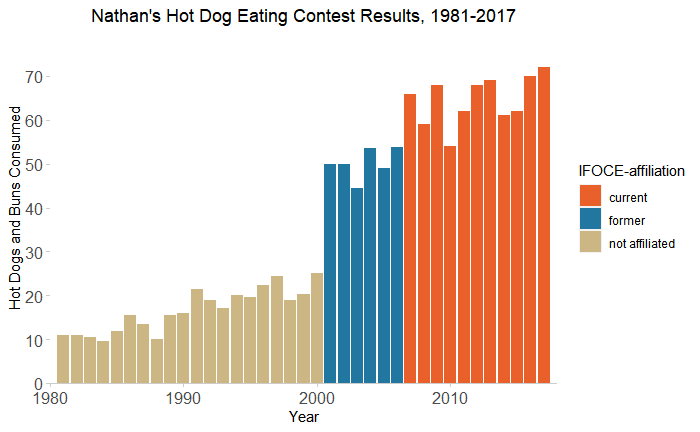 Nathan's Hot Dog Eating Contest Results, 1981-2017
Hot Dogs and Buns Consumed
70
60
50
40
30
20
10
0
1980
1990
2000
2010
Year
IFOCE-affiliation
current
former
not affiliated